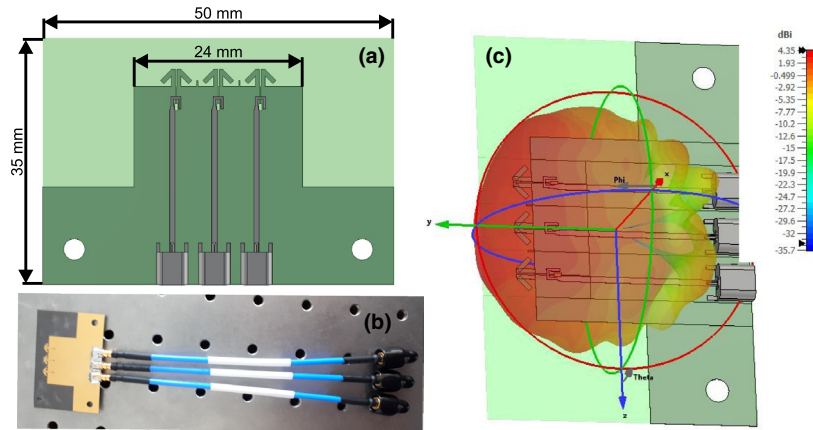 50 mm
(a)
24 mm
35 mm
(b)
(c)
dBi
4.35
1.93
-0.499
-2.92
-5.35
-7.77
-10.2
-12.6
-15
-17.5
-19.9
-22.3
-24.7
-27.2
-29.6
-32
-35.7
x
Phi
y
Theta
z